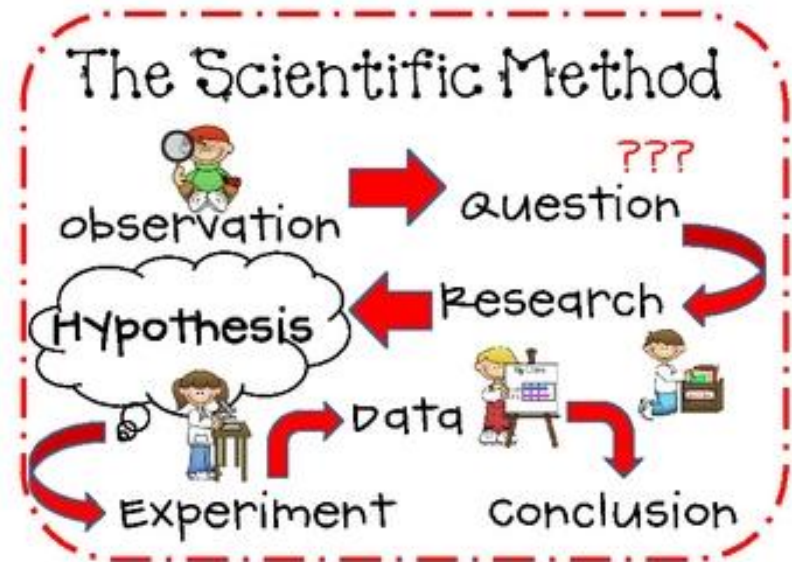 The Scientific Method
???
Observation
Question
Research
Hypothesis
Data
Experiment
Conclusion